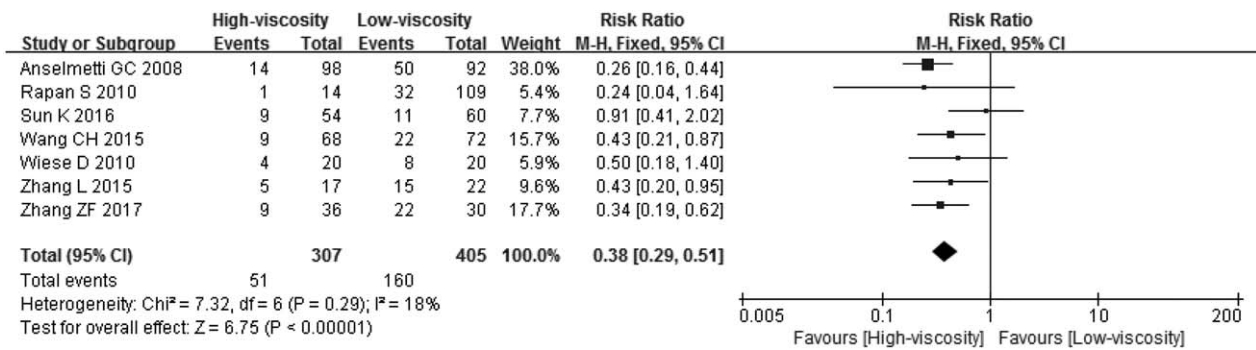 High-viscosity Low-viscosity Risk Ratio Risk Ratio
Study or Subgroup Events Total Events Total Weight M-H, Fixed, 95% CI M-H, Fixed, 95% CI
Anselmetti GC 2008 14 98 50 92 38.0% 0.26 [0.16, 0.44]
Rapan S 2010 1 14 32 109 5.4% 0.24 [0.04, 1.64]
Sun K 2016 9 54 11 60 7.7% 0.91 [0.41, 2.02]
Wang CH 2015 9 68 22 72 15.7% 0.43 [0.21, 0.87]
Wiese D 2010 4 20 8 20 5.9% 0.50 [0.18, 1.40]
Zhang L 2015 5 17 15 22 9.6% 0.43 [0.20, 0.95]
Zhang ZF 2017 9 36 22 30 17.7% 0.34 [0.19, 0.62]
Total (95% CI) 307 405 100.0% 0.38 [0.29, 0.51]
Total events 51 160
Heterogeneity: Chi² = 7.32, df = 6 (P = 0.29); I² = 18%
Test for overall effect: Z = 6.75 (P < 0.00001)
0.005 0.1 1 10 200
Favours [High-viscosity] Favours [Low-viscosity]